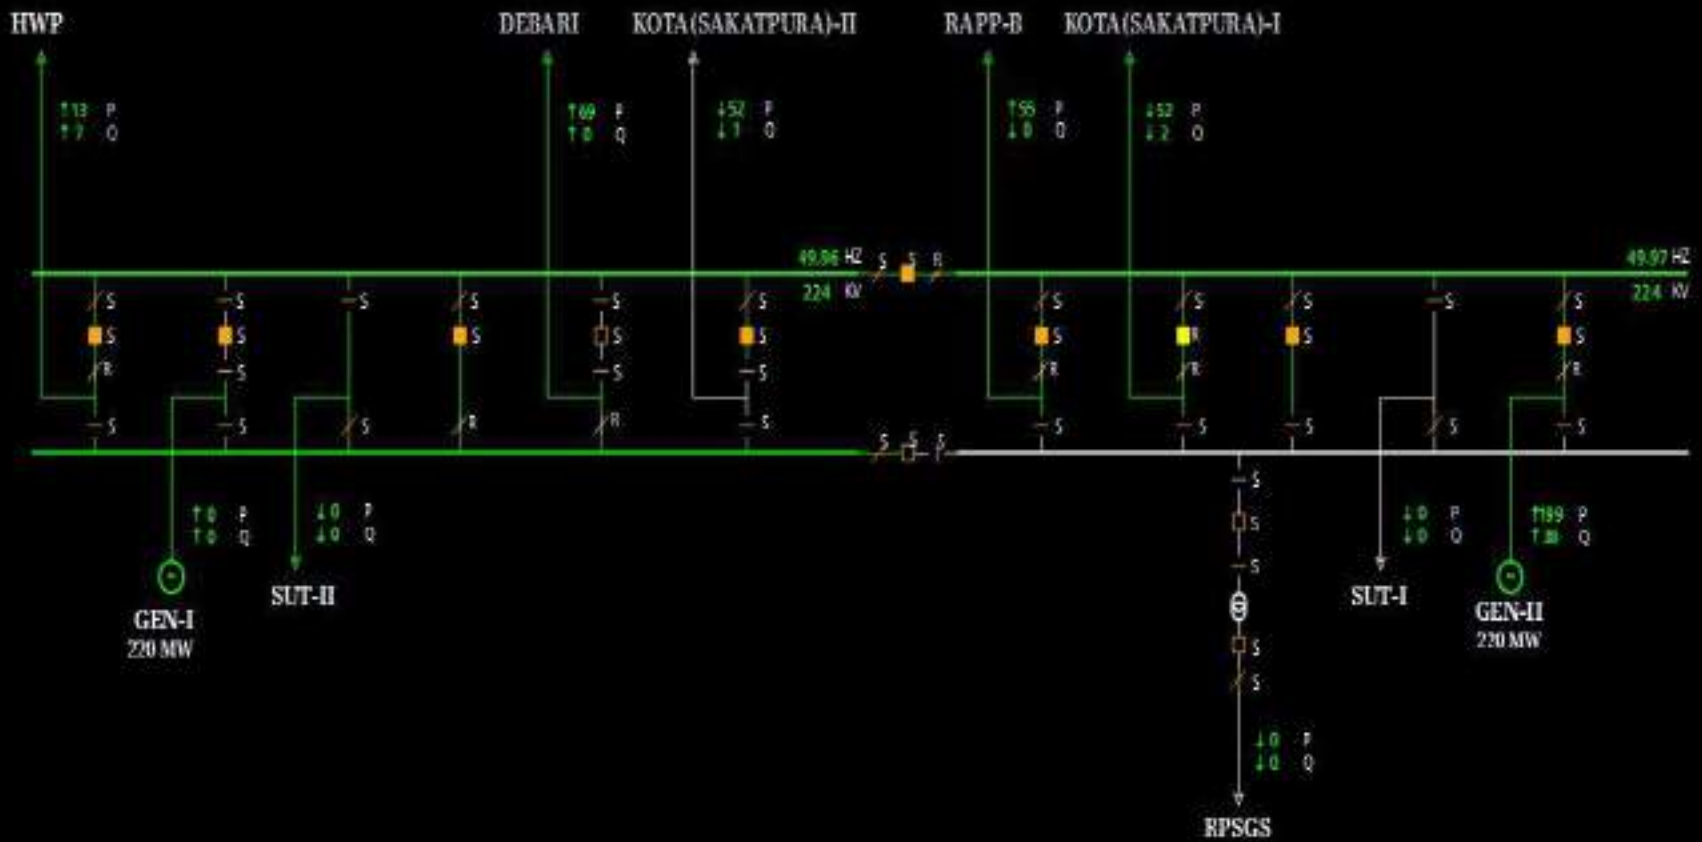 HWP DEBARI KOTA(SAKATPURA)-II RAPP-B KOTA(SAKATPURA)-I
↑13 P ↑69 P ↓52 P ↑55 P ↓52 P
↑7 Q ↑0 Q ↓1 Q ↓0 Q ↓2 Q
49.96 HZ S S R 49.97 HZ
224 KV 224 KV
S S S S S S S S S S S
S S S S S S R S S
R S S S R R R
S S S R R S S S S S S
S S S
S
↑0 P ↓0 P S ↓0 P ↑199 P
↑0 Q ↓0 Q ↓0 Q Q
S
GEN-I SUT-II SUT-I GEN-II
220 MW 220 MW
S
S
↓0 P
↓0 Q
RPSGS